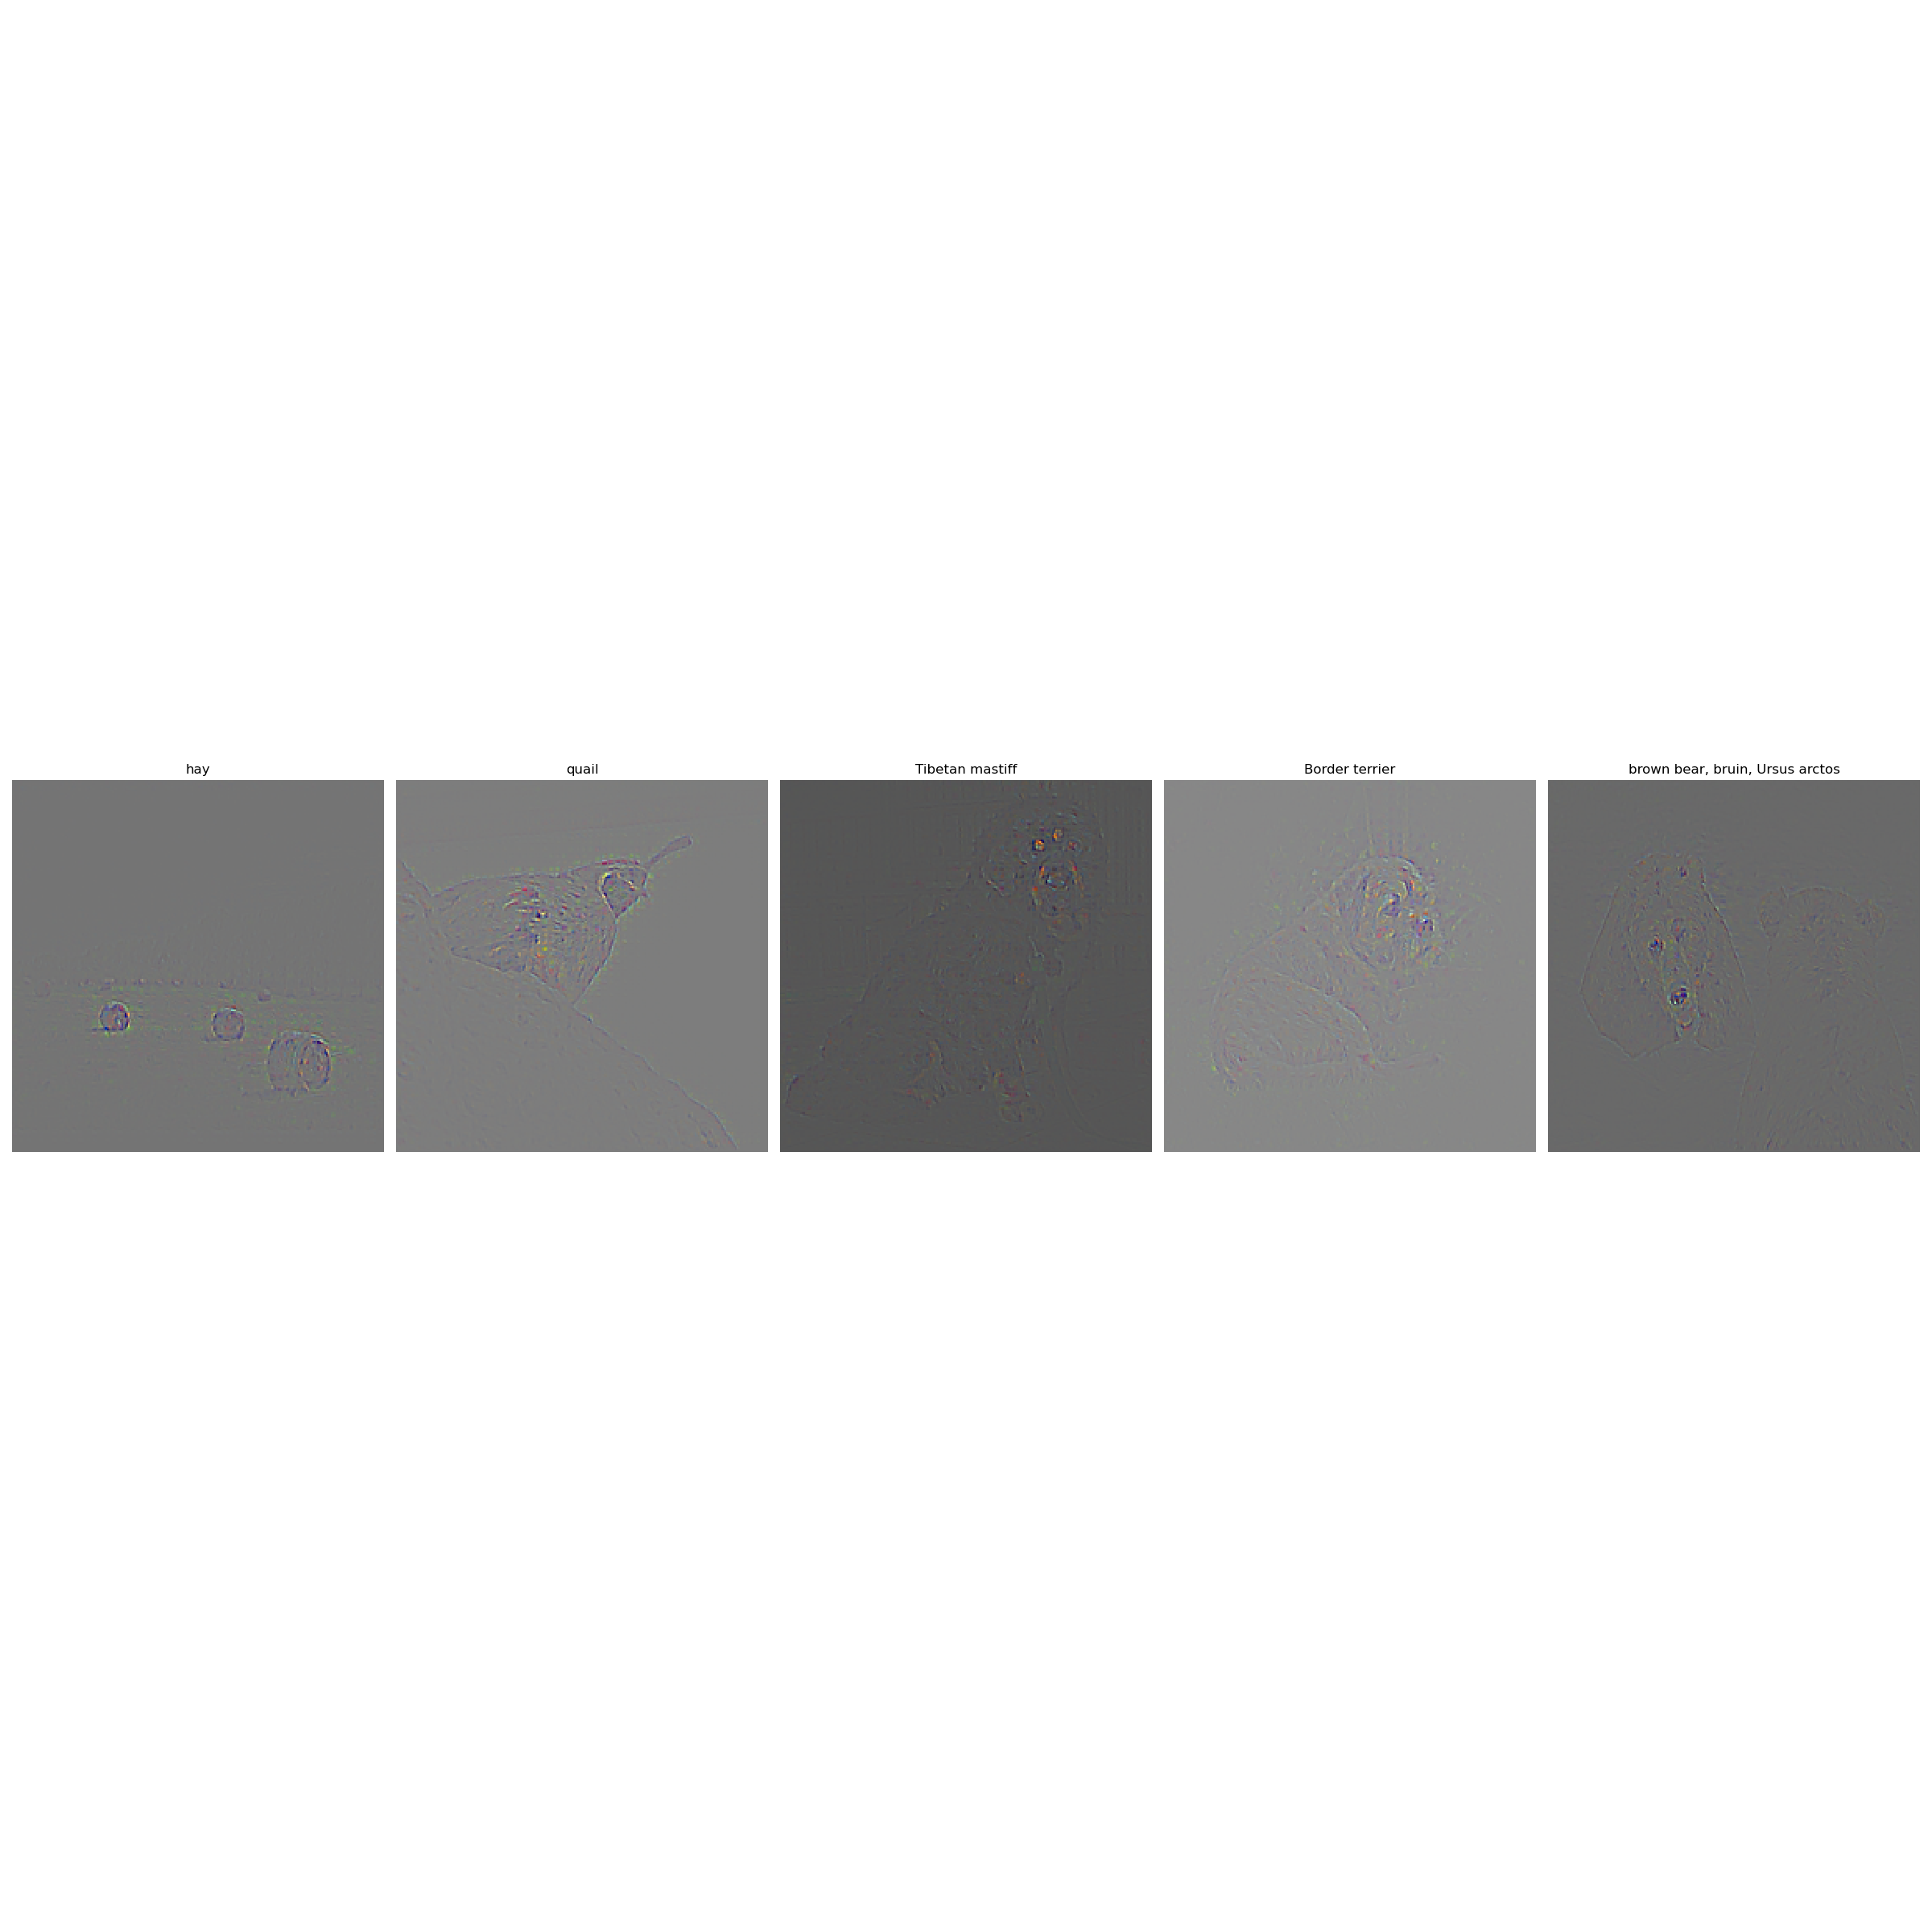 hay
quail
Tibetan mastiff
Border terrier
brown bear, bruin, Ursus arctos